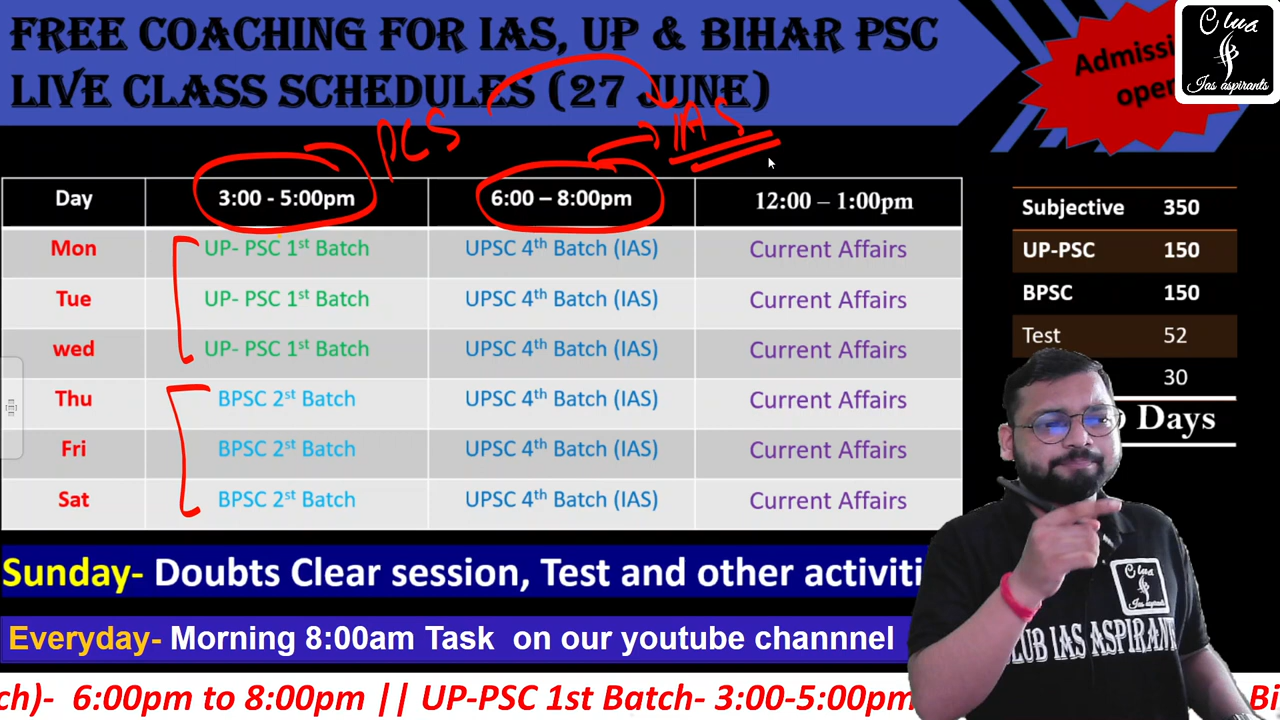 FREE COACHING FOR IAS, UP & BIHAR PSC
LIVE CLASS SCHEDULES (27 JUNE)
Admissi
open
Club
Ias aspirants
PCS
IAS
Day 3:00 - 5:00pm 6:00 – 8:00pm 12:00 – 1:00pm
Mon UP- PSC 1st Batch UPSC 4th Batch (IAS) Current Affairs
Tue UP- PSC 1st Batch UPSC 4th Batch (IAS) Current Affairs
wed UP- PSC 1st Batch UPSC 4th Batch (IAS) Current Affairs
Thu BPSC 2st Batch UPSC 4th Batch (IAS) Current Affairs
Fri BPSC 2st Batch UPSC 4th Batch (IAS) Current Affairs
Sat BPSC 2st Batch UPSC 4th Batch (IAS) Current Affairs
Subjective 350
UP-PSC 150
BPSC 150
Test 52
30
Days
Sunday- Doubts Clear session, Test and other activiti
Everyday- Morning 8:00am Task on our youtube channnel
CLUB IAS ASPIRANT
ch)- 6:00pm to 8:00pm || UP-PSC 1st Batch- 3:00-5:00pm Bi